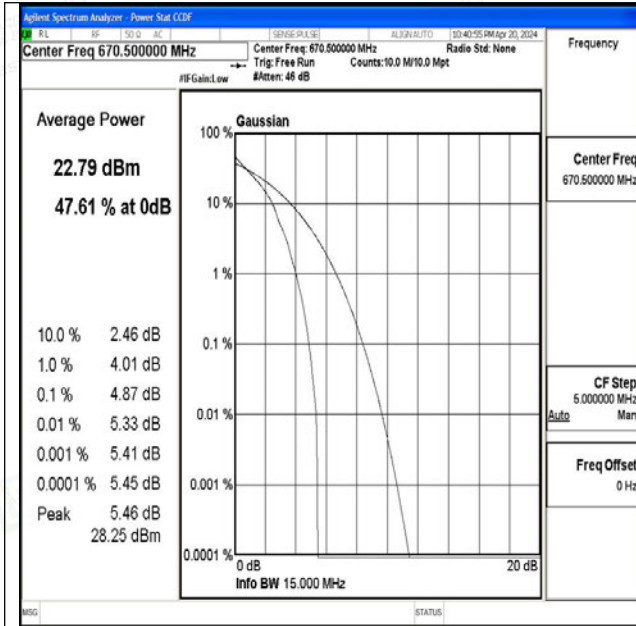 Agilent Spectrum Analyzer - Power Stat CCDF
RL RF 50 Ω AC SENSE:PULSE ALIGNAUTO 10:40:55 PM Apr 20, 2024
Center Freq 670.500000 MHz
Center Freq: 670.500000 MHz Radio Std: None
Trig: Free Run Counts:10.0 M/10.0 Mpt
#IFGain:Low #Atten: 46 dB
Frequency
Average Power
22.79 dBm
47.61 % at 0dB
10.0 % 2.46 dB
1.0 % 4.01 dB
0.1 % 4.87 dB
0.01 % 5.33 dB
0.001 % 5.41 dB
0.0001 % 5.45 dB
Peak 5.46 dB
28.25 dBm
Gaussian
100 %
10 %
1 %
0.1 %
0.01 %
0.001 %
0.0001 %
0 dB 20 dB
Info BW 15.000 MHz
Center Freq
670.500000 MHz
CF Step
5.000000 MHz
Auto Man
Freq Offset
0 Hz
MSG STATUS